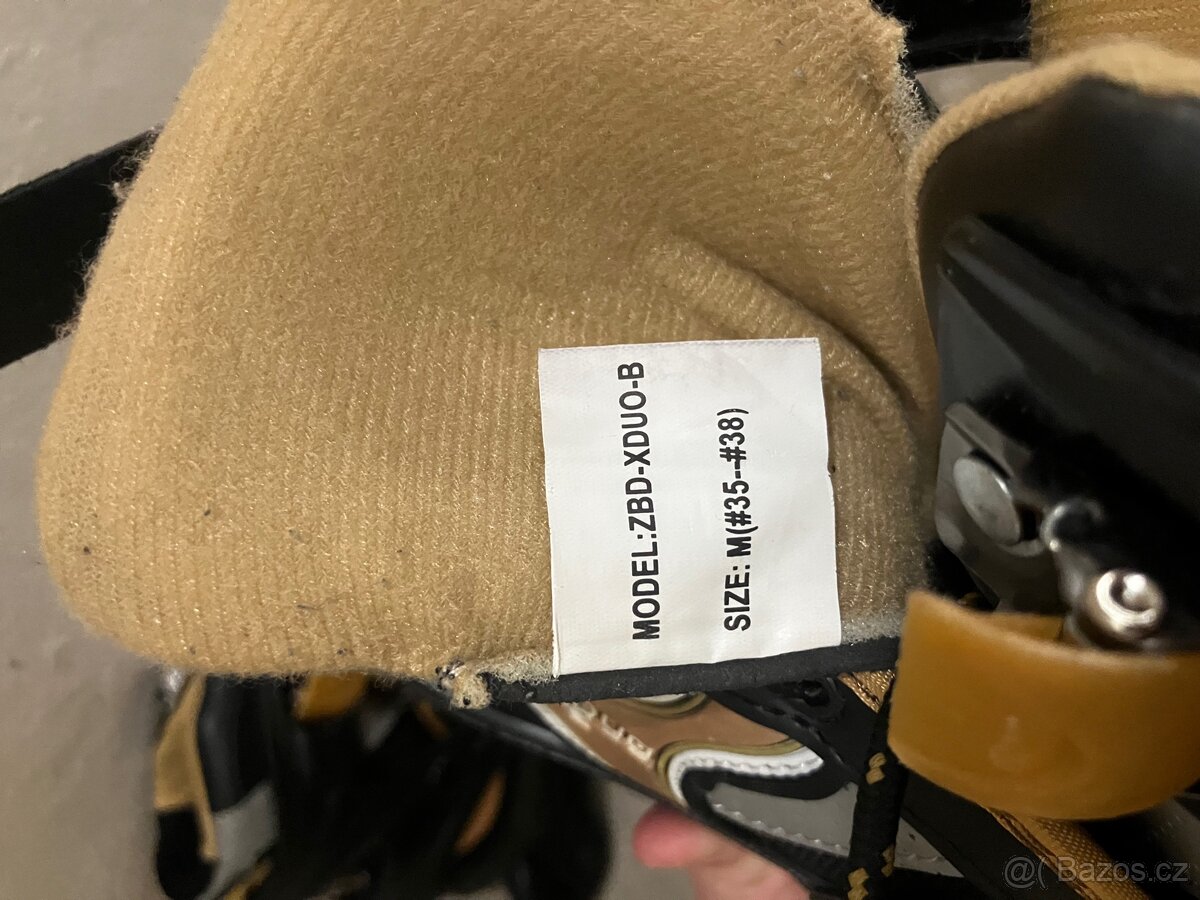 MODEL:ZBD-XDUO-B
SIZE: M(#35-#38)
@( Bazos.cz